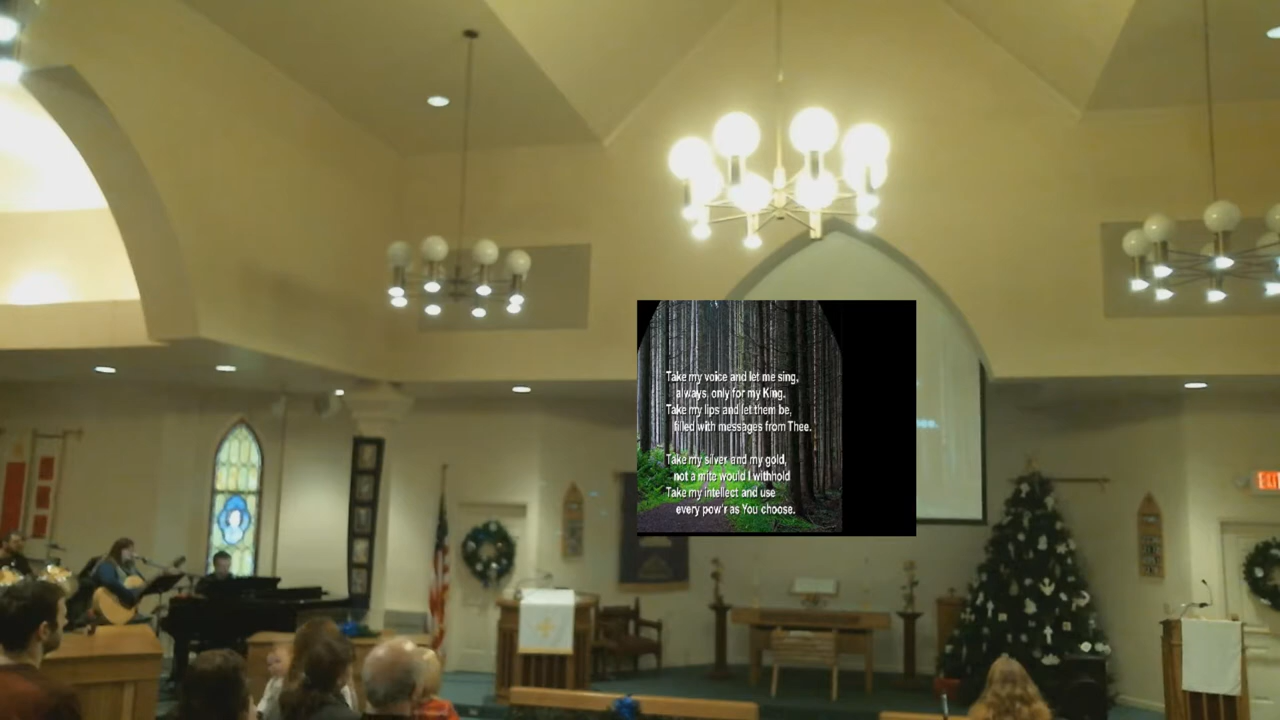 Take my voice and let me sing,
always, only for my King.
Take my lips and let them be,
filled with messages from Thee.
Take my silver and my gold,
not a mite would I withhold
Take my intellect and use
every pow'r as You choose.